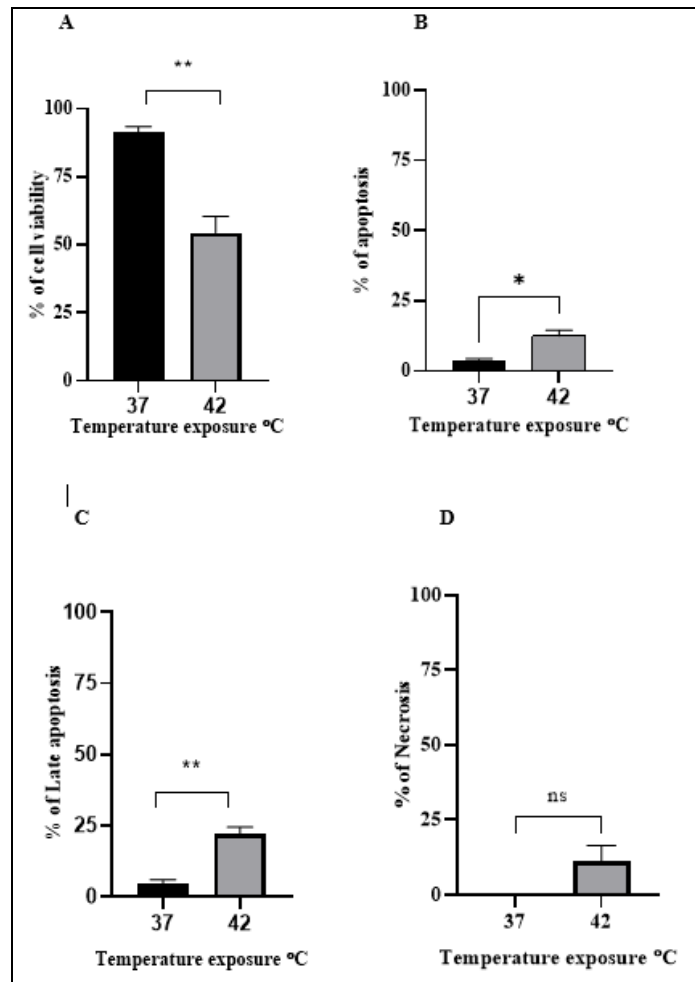 A
**
% of cell viability
100
75
50
25
0
37 42
Temperature exposure °C
B
*
% of apoptosis
100
75
50
25
0
37 42
Temperature exposure °C
C
**
% of Late apoptosis
100
75
50
25
0
37 42
Temperature exposure °C
D
ns
% of Necrosis
100
75
50
25
0
37 42
Temperature exposure °C